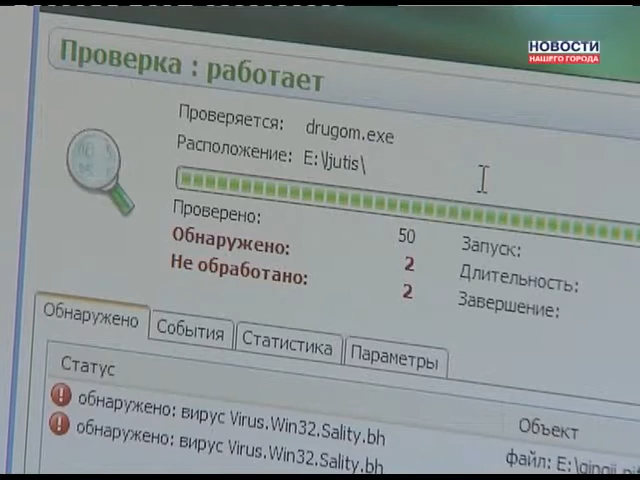 НОВОСТИ
НАШЕГО ГОРОДА
Проверка : работает
Проверяется: drugom.exe
Расположение: E:\ljutis\
Проверено: 50 Запуск:
Обнаружено: 2 Длительность:
Не обработано: 2 Завершение:
Обнаружено События Статистика Параметры
Статус Объект
обнаружено: вирус Virus.Win32.Sality.bh файл:
обнаружено: вирус Virus.Win32.Sality.bh